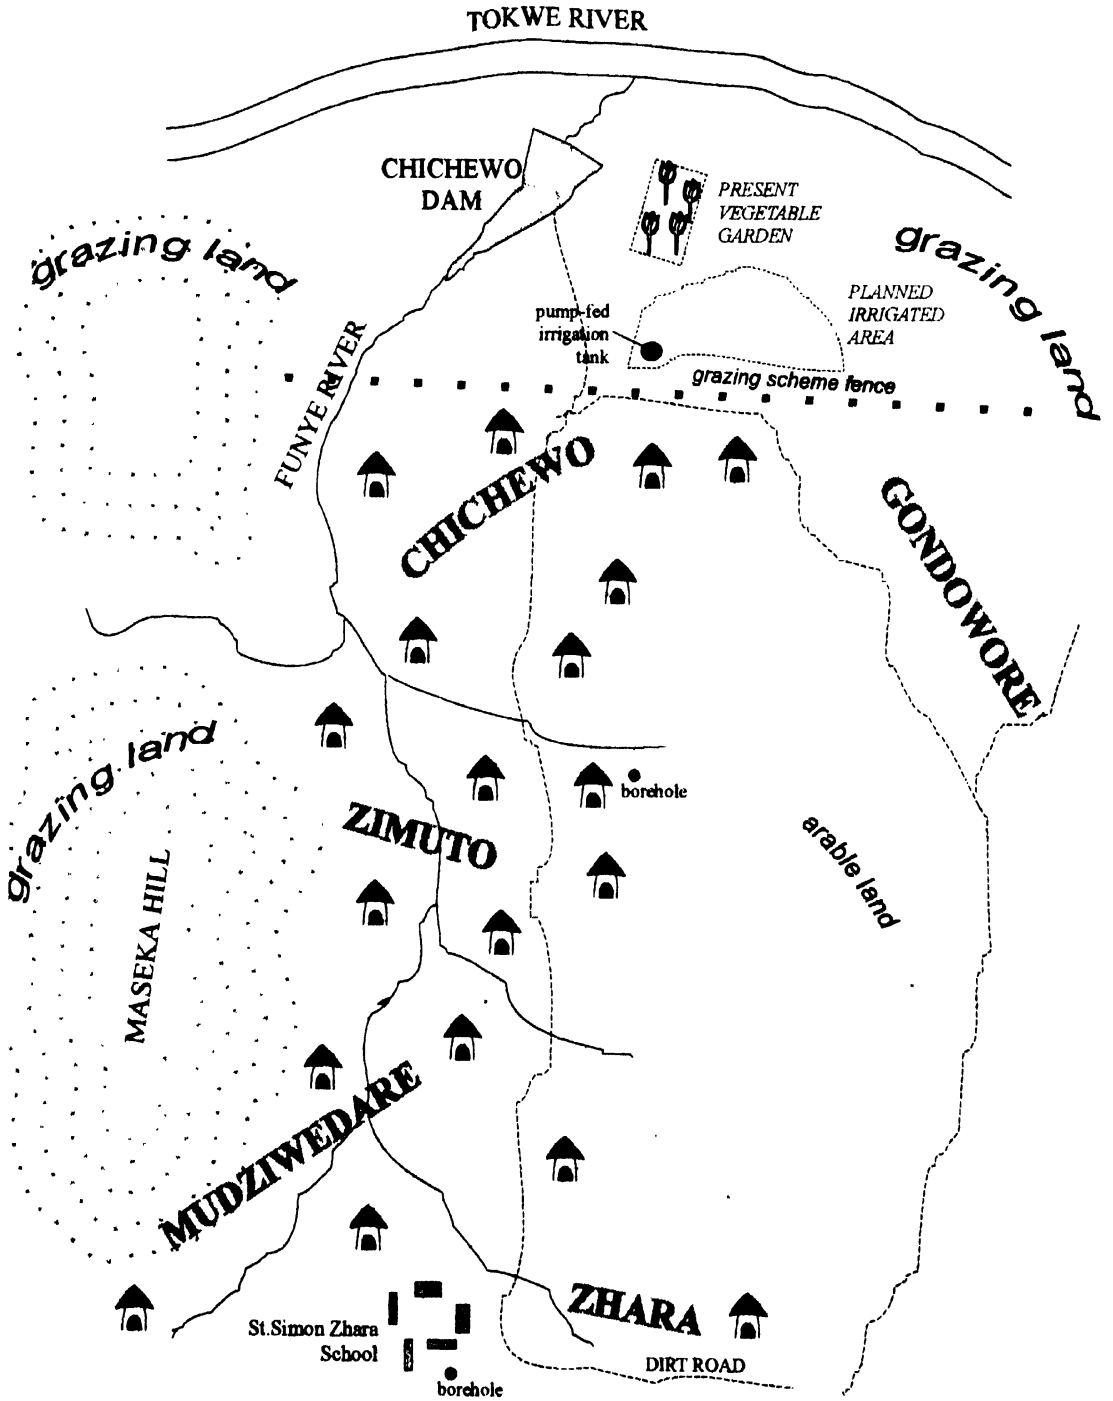 TOKWE RIVER
CHICHEWO
DAM
PRESENT
VEGETABLE
GARDEN
grazing land
grazing land
PLANNED
IRRIGATED
AREA
pump-fed
irrigation
tank
grazing scheme fence
FUNYE RIVER
CHICHEWO
GONDOWORE
grazing land
borehole
ZIMUTO
arable land
MASEKA HILL
MUDZIWEDARE
ZHARA
St.Simon Zhara
School
DIRT ROAD
borehole